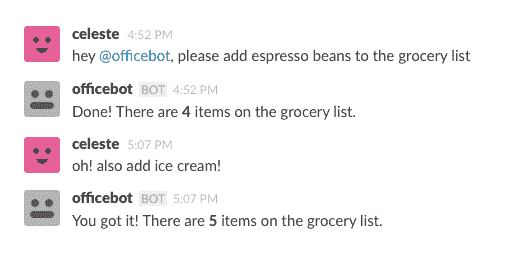 celeste 4:52 PM
hey @officebot, please add espresso beans to the grocery list
officebot BOT 4:52 PM
Done! There are 4 items on the grocery list.
celeste 5:07 PM
oh! also add ice cream!
officebot BOT 5:07 PM
You got it! There are 5 items on the grocery list.